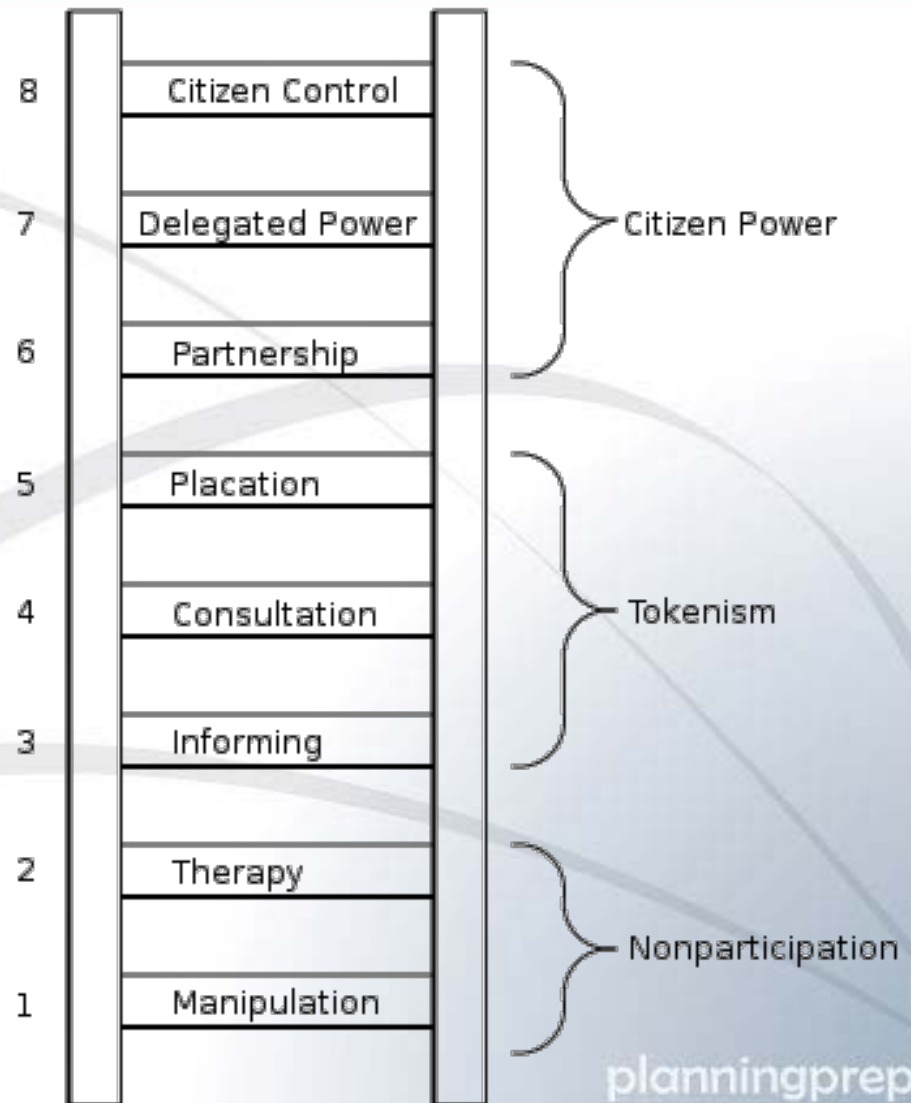 8 Citizen Control
7 Delegated Power
Citizen Power
6 Partnership
5 Placation
4 Consultation
Tokenism
3 Informing
2 Therapy
Nonparticipation
1 Manipulation
planningprep